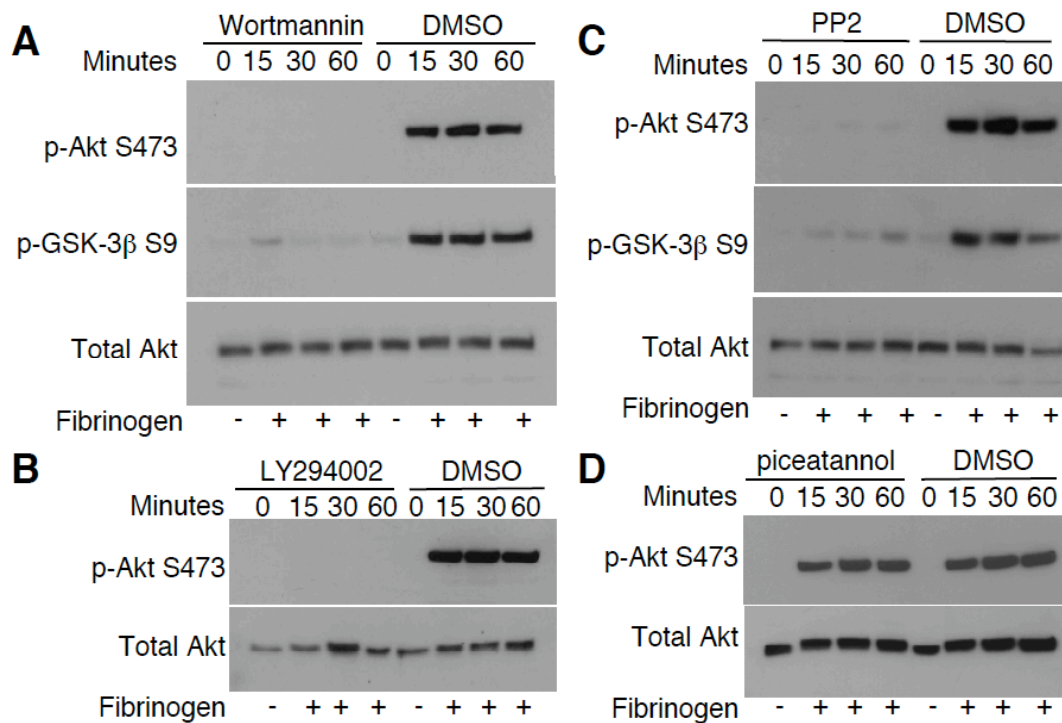 A
Wortmannin DMSO
Minutes 0 15 30 60 0 15 30 60
p-Akt S473
p-GSK-3β S9
Total Akt
Fibrinogen - + + + - + + +
B
LY294002 DMSO
Minutes 0 15 30 60 0 15 30 60
p-Akt S473
Total Akt
Fibrinogen - + + + - + + +
C
PP2 DMSO
Minutes 0 15 30 60 0 15 30 60
p-Akt S473
p-GSK-3β S9
Total Akt
Fibrinogen - + + + - + + +
D
piceatannol DMSO
Minutes 0 15 30 60 0 15 30 60
p-Akt S473
Total Akt
Fibrinogen - + + + - + + +